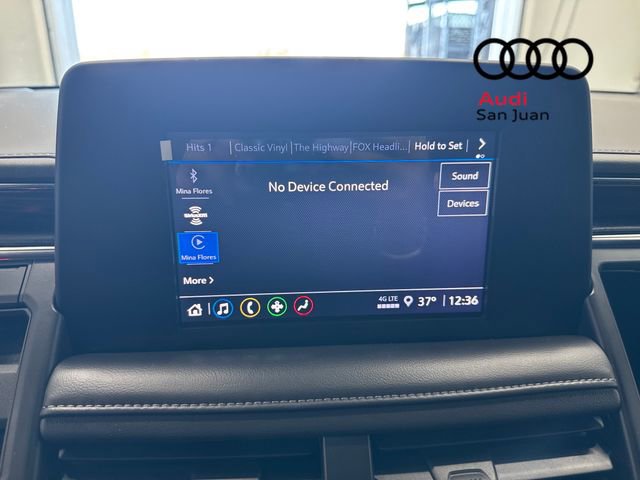 Audi
San Juan
Hits 1 Classic Vinyl The Highway FOX Headli... Hold to Set
Mina Flores
No Device Connected
Sound
SiriusXM
Devices
Mina Flores
More
4G LTE 37° 12:36